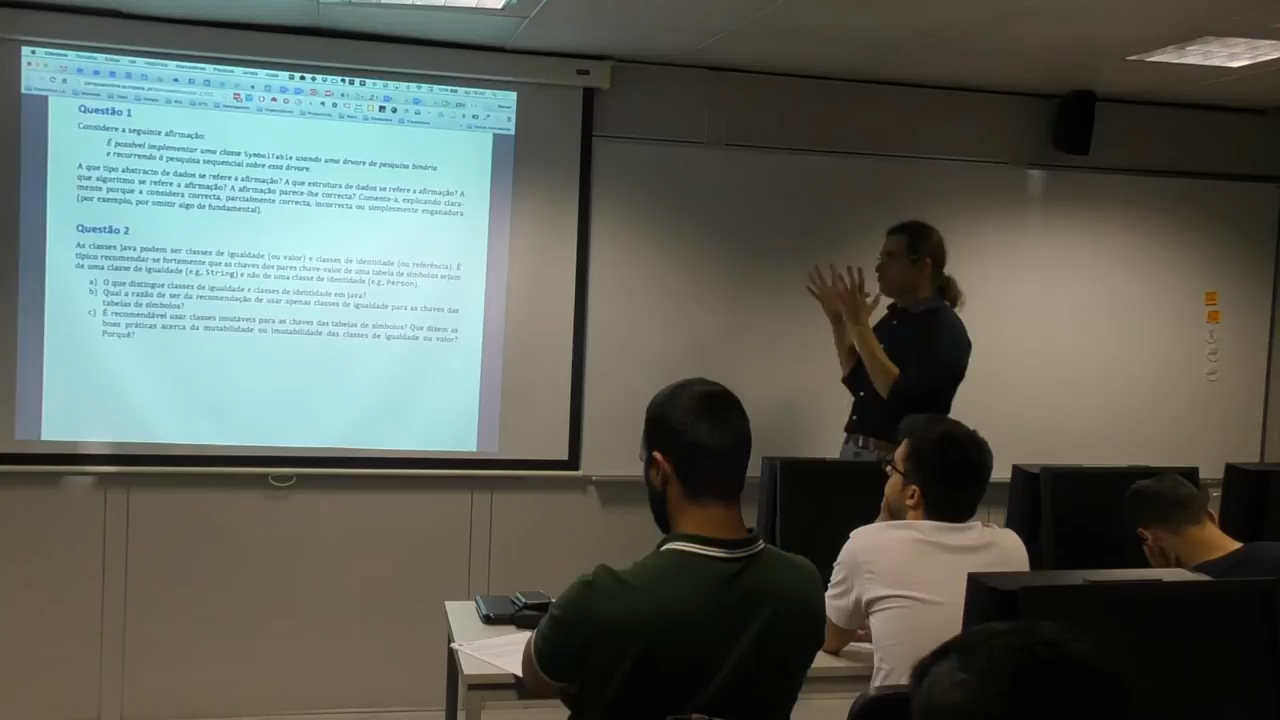 Questão 1
Considere a seguinte afirmação:
É possível implementar uma classe SymbolTable usando uma árvore de pesquisa binária
e recorrendo à pesquisa sequencial sobre essa árvore.
A que tipo abstracto de dados se refere a afirmação? A que estrutura de dados se refere a afirmação? A
que algoritmo se refere a afirmação? A afirmação parece-lhe correcta? Comente-a, explicando clara-
mente porque a considera correcta, parcialmente correcta, incorrecta ou simplesmente enganadora
(por exemplo, por omitir algo de fundamental).
Questão 2
As classes Java podem ser classes de igualdade (ou valor) e classes de identidade (ou referência). É
típico recomendar-se fortemente que as chaves dos pares chave-valor de uma tabela de símbolos sejam
de uma classe de igualdade (e.g., String) e não de uma classe de identidade (e.g., Person).
a) O que distingue classes de igualdade e classes de identidade em Java?
b) Qual a razão de ser da recomendação de usar apenas classes de igualdade para as chaves das
tabelas de símbolos?
c) É recomendável usar classes imutáveis para as chaves das tabelas de símbolos? Que dizem as
boas práticas acerca da mutabilidade ou imutabilidade das classes de igualdade ou valor?
Porquê?